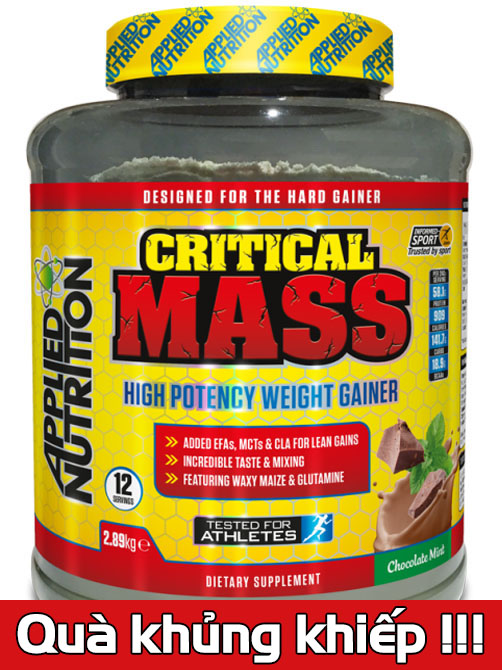 APPLIED NUTRITION
DESIGNED FOR THE HARD GAINER
INFORMED-SPORT
Trusted by sport
CRITICAL
MASS
APPLIED
NUTRITION
HIGH POTENCY WEIGHT GAINER
> ADDED EFAs, MCTs & CLA FOR LEAN GAINS
> INCREDIBLE TASTE & MIXING
> FEATURING WAXY MAIZE & GLUTAMINE
12
SERVINGS
2.89kg e
TESTED FOR
ATHLETES
Chocolate Mint
DIETARY SUPPLEMENT
Quà khủng khiếp !!!